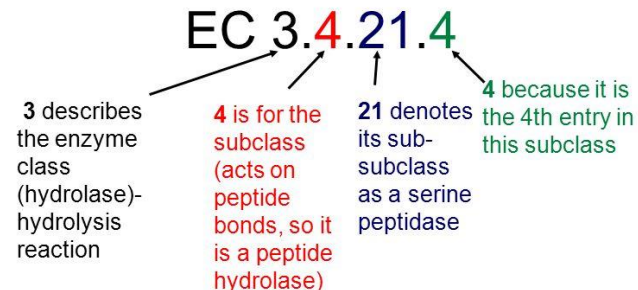 EC 3.4.21.4
3 describes
the enzyme
class
(hydrolase)-
hydrolysis
reaction
4 is for the
subclass
(acts on
peptide
bonds, so it
is a peptide
hydrolase)
21 denotes
its sub-
subclass
as a serine
peptidase
4 because it is
the 4th entry in
this subclass